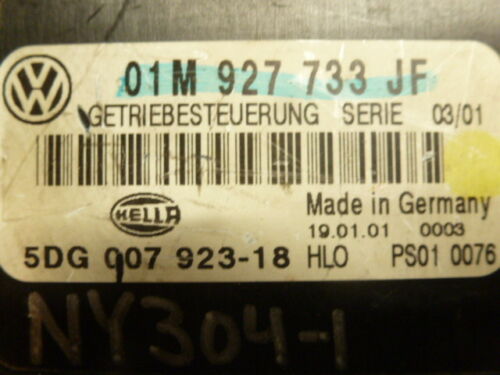 01M 927 733 JF
GETRIEBESTEUERUNG SERIE 03/01
HELLA
Made in Germany
19.01.01 0003
5DG 007 923-18 HLO PS01 0076
NY304-1